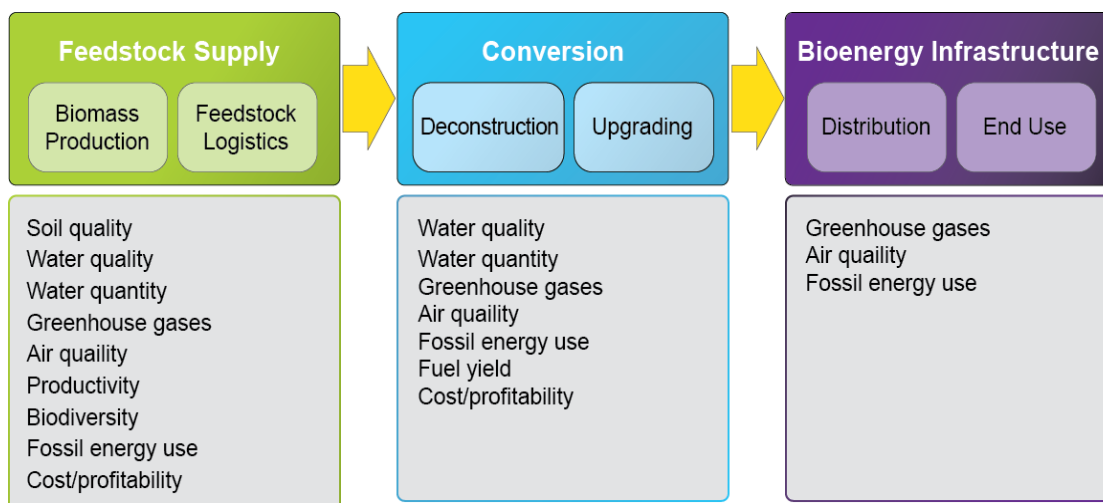 Feedstock Supply
Biomass
Production
Feedstock
Logistics
Conversion
Deconstruction
Upgrading
Bioenergy Infrastructure
Distribution
End Use
Soil quality
Water quality
Water quantity
Greenhouse gases
Air quaility
Productivity
Biodiversity
Fossil energy use
Cost/profitability
Water quality
Water quantity
Greenhouse gases
Air quaility
Fossil energy use
Fuel yield
Cost/profitability
Greenhouse gases
Air quaility
Fossil energy use